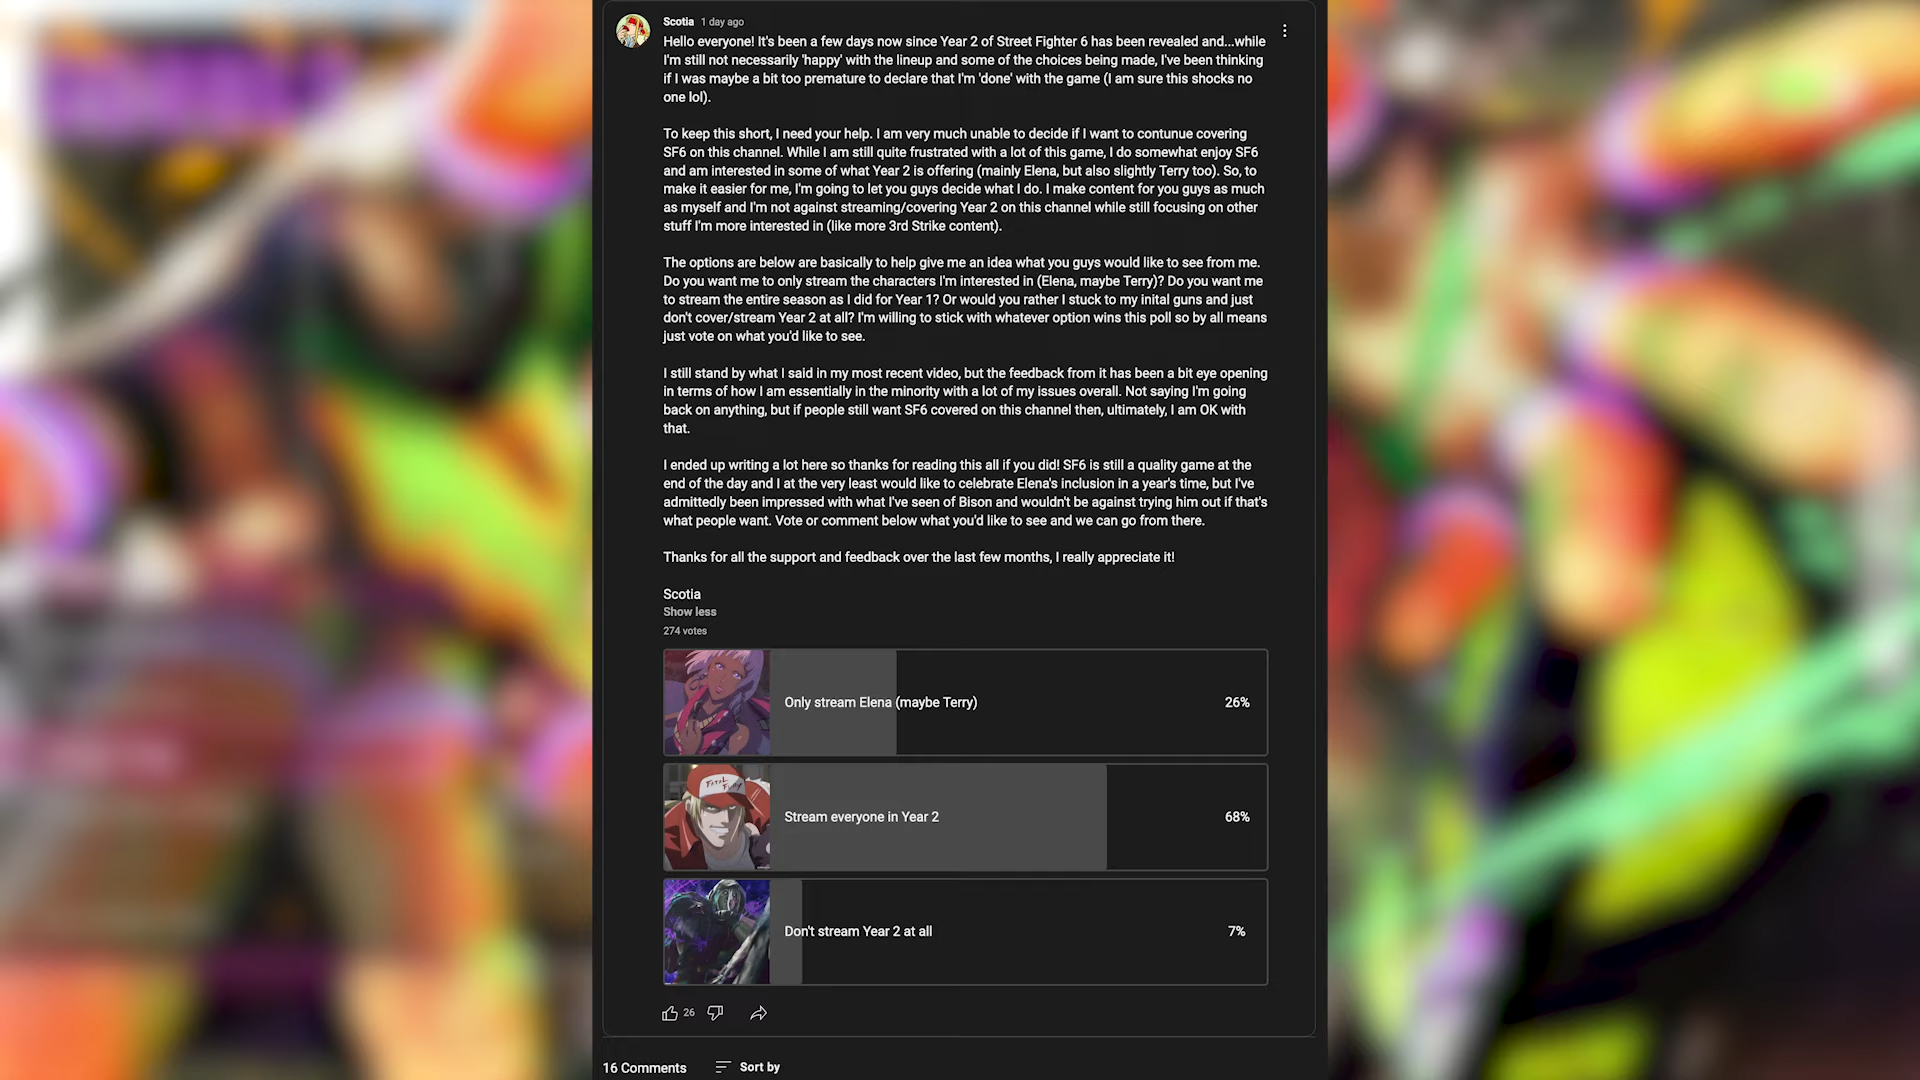 Scotia 1 day ago
Hello everyone! It's been a few days now since Year 2 of Street Fighter 6 has been revealed and...while
I'm still not necessarily 'happy' with the lineup and some of the choices being made, I've been thinking
if I was maybe a bit too premature to declare that I'm 'done' with the game (I am sure this shocks no
one lol).
To keep this short, I need your help. I am very much unable to decide if I want to contunue covering
SF6 on this channel. While I am still quite frustrated with a lot of this game, I do somewhat enjoy SF6
and am interested in some of what Year 2 is offering (mainly Elena, but also slightly Terry too). So, to
make it easier for me, I'm going to let you guys decide what I do. I make content for you guys as much
as myself and I'm not against streaming/covering Year 2 on this channel while still focusing on other
stuff I'm more interested in (like more 3rd Strike content).
The options are below are basically to help give me an idea what you guys would like to see from me.
Do you want me to only stream the characters I'm interested in (Elena, maybe Terry)? Do you want me
to stream the entire season as I did for Year 1? Or would you rather I stuck to my inital guns and just
don't cover/stream Year 2 at all? I'm willing to stick with whatever option wins this poll so by all means
just vote on what you'd like to see.
I still stand by what I said in my most recent video, but the feedback from it has been a bit eye opening
in terms of how I am essentially in the minority with a lot of my issues overall. Not saying I'm going
back on anything, but if people still want SF6 covered on this channel then, ultimately, I am OK with
that.
I ended up writing a lot here so thanks for reading this all if you did! SF6 is still a quality game at the
end of the day and I at the very least would like to celebrate Elena's inclusion in a year's time, but I've
admittedly been impressed with what I've seen of Bison and wouldn't be against trying him out if that's
what people want. Vote or comment below what you'd like to see and we can go from there.
Thanks for all the support and feedback over the last few months, I really appreciate it!
Scotia
Show less
274 votes
Only stream Elena (maybe Terry) 26%
FATAL FURY
Stream everyone in Year 2 68%
Don't stream Year 2 at all 7%
26
16 Comments Sort by